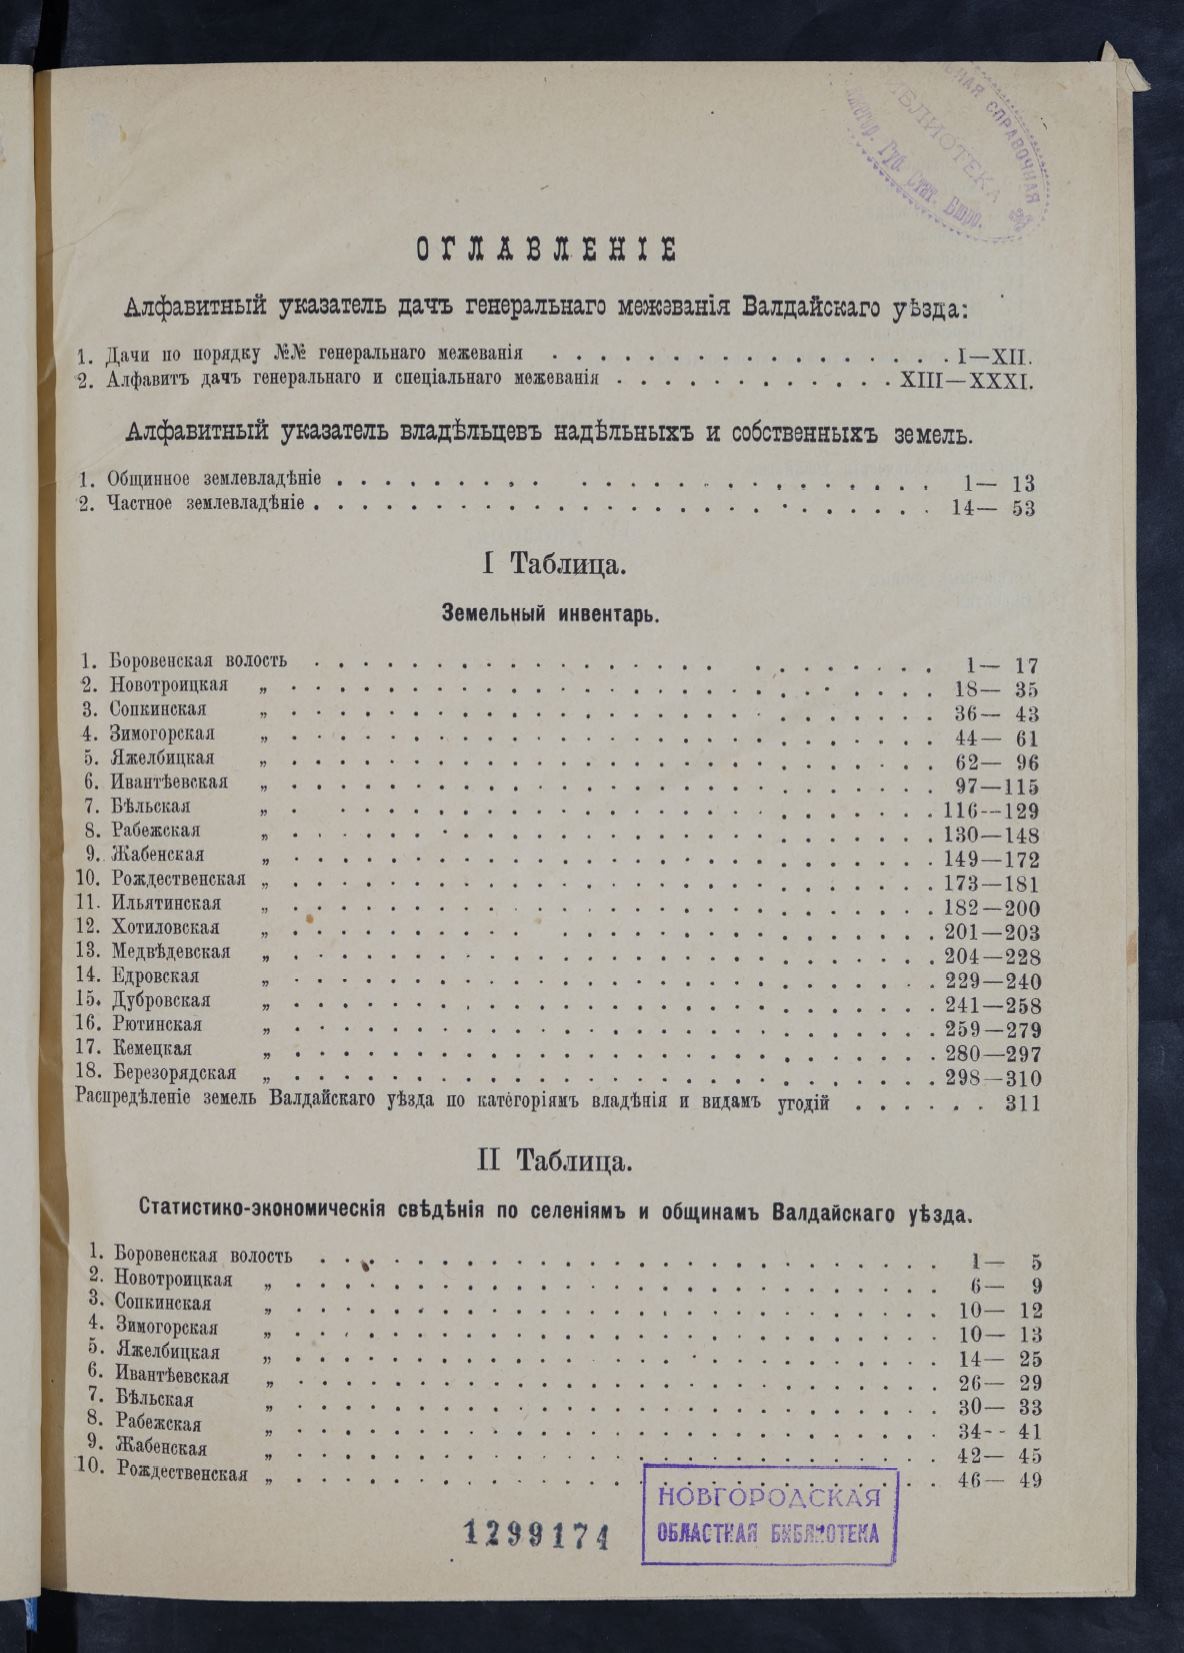 СПРАВОЧНАЯ
БИБЛИОТЕКА
Губ. Стат. Бюро.
ОГЛАВЛЕНІЕ
Алфавитный указатель дачъ генеральнаго межеванія Валдайскаго уѣзда:
1. Дачи по порядку №№ генеральнаго межеванія . . . . . . . . . . . . . . . . . I—XII.
2. Алфавитъ дачъ генеральнаго и спеціальнаго межеванія . . . . . . . . . . . . XIII—XXXI.
Алфавитный указатель владѣльцевъ надѣльныхъ и собственныхъ земель.
1. Общинное землевладѣніе . . . . . . . . . . . . . . . . . . . . . . . . 1— 13
2. Частное землевладѣніе . . . . . . . . . . . . . . . . . . . . . . . . . 14— 53
I Таблица.
Земельный инвентарь.
1. Боровенская волость . . . . . . . . . . . . . . . . . . . . . . . . . 1— 17
2. Новотроицкая „ . . . . . . . . . . . . . . . . . . . . . . . . . . . 18— 35
3. Сопкинская „ . . . . . . . . . . . . . . . . . . . . . . . . . . . 36— 43
4. Зимогорская „ . . . . . . . . . . . . . . . . . . . . . . . . . . . 44— 61
5. Яжелбицкая „ . . . . . . . . . . . . . . . . . . . . . . . . . . . 62— 96
6. Ивантѣевская „ . . . . . . . . . . . . . . . . . . . . . . . . . . . 97—115
7. Бѣльская „ . . . . . . . . . . . . . . . . . . . . . . . . . . 116--129
8. Рабежская „ . . . . . . . . . . . . . . . . . . . . . . . . . . . 130—148
9. Жабенская „ . . . . . . . . . . . . . . . . . . . . . . . . . . . 149—172
10. Рождественская „ . . . . . . . . . . . . . . . . . . . . . . . . . . . 173—181
11. Ильятинская „ . . . . . . . . . . . . . . . . . . . . . . . . . . . 182—200
12. Хотиловская „ . . . . . . . . . . . . . . . . . . . . . . . . . . 201—203
13. Медвѣдевская „ . . . . . . . . . . . . . . . . . . . . . . . . . . . 204—228
14. Едровская „ . . . . . . . . . . . . . . . . . . . . . . . . . . . 229—240
15. Дубровская „ . . . . . . . . . . . . . . . . . . . . . . . . . . . 241—258
16. Рютинская „ . . . . . . . . . . . . . . . . . . . . . . . . . . . 259—279
17. Кемецкая „ . . . . . . . . . . . . . . . . . . . . . . . . . . . 280—297
18. Березорядская „ . . . . . . . . . . . . . . . . . . . . . . . . . . . 298—310
Распредѣленіе земель Валдайскаго уѣзда по категоріямъ владѣнія и видамъ угодій . . . . . . 311
II Таблица.
Статистико-экономическія свѣдѣнія по селеніямъ и общинамъ Валдайскаго уѣзда.
1. Боровенская волость . . . . . . . . . . . . . . . . . . . . . . . . . . 1— 5
2. Новотроицкая „ . . . . . . . . . . . . . . . . . . . . . . . . . . . 6— 9
3. Сопкинская „ . . . . . . . . . . . . . . . . . . . . . . . . . . . 10— 12
4. Зимогорская „ . . . . . . . . . . . . . . . . . . . . . . . . . . . 10— 13
5. Яжелбицкая „ . . . . . . . . . . . . . . . . . . . . . . . . . . . 14— 25
6. Ивантѣевская „ . . . . . . . . . . . . . . . . . . . . . . . . . . . 26— 29
7. Бѣльская „ . . . . . . . . . . . . . . . . . . . . . . . . . . . 30— 33
8. Рабежская „ . . . . . . . . . . . . . . . . . . . . . . . . . . . 34-- 41
9. Жабенская „ . . . . . . . . . . . . . . . . . . . . . . . . . . . 42— 45
10. Рождественская „ . . . . . . . . . . . . . . . . . . . . . . . . . . 46— 49
НОВГОРОДСКАЯ
ОБЛАСТНАЯ БИБЛИОТЕКА
1299174